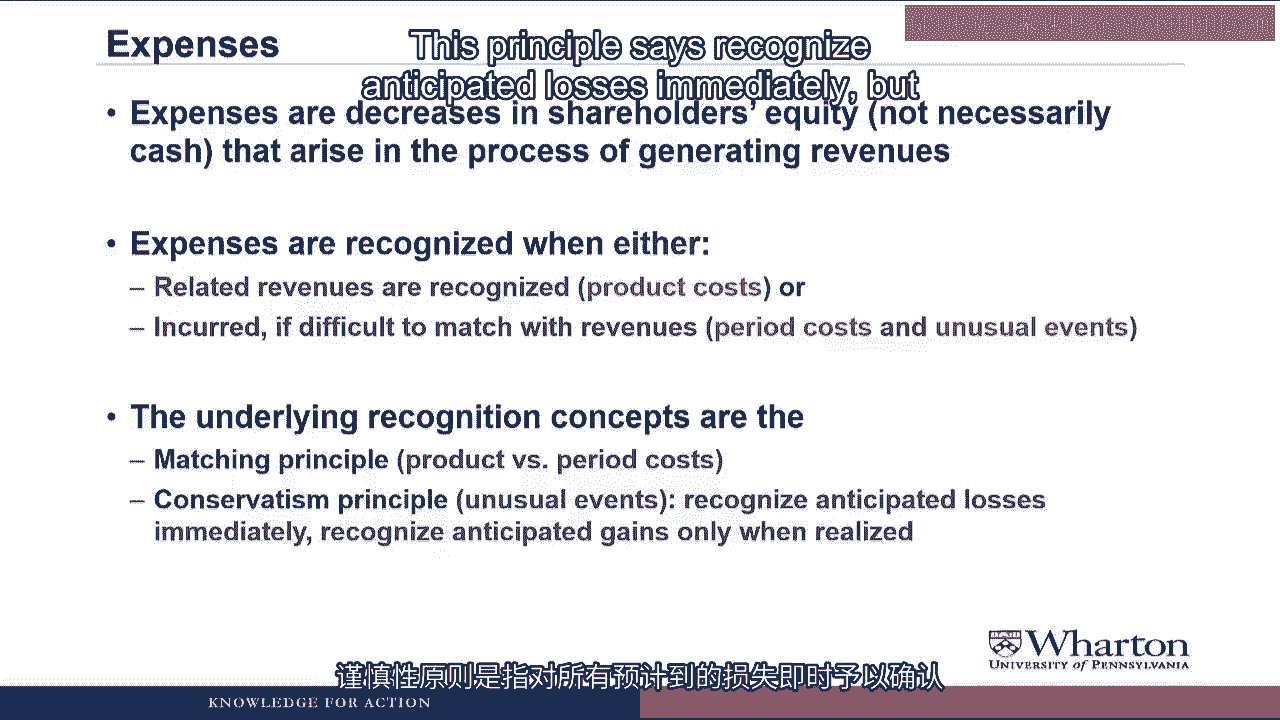 Expenses
This principle says recognize
anticipated losses immediately, but
• Expenses are decreases in shareholders' equity (not necessarily
cash) that arise in the process of generating revenues
• Expenses are recognized when either:
– Related revenues are recognized (product costs) or
– Incurred, if difficult to match with revenues (period costs and unusual events)
• The underlying recognition concepts are the
– Matching principle (product vs. period costs)
– Conservatism principle (unusual events): recognize anticipated losses
immediately, recognize anticipated gains only when realized
Wharton
UNIVERSITY of PENNSYLVANIA
谨慎性原则是指对所有预计到的损失即时予以确认
KNOWLEDGE FOR ACTION